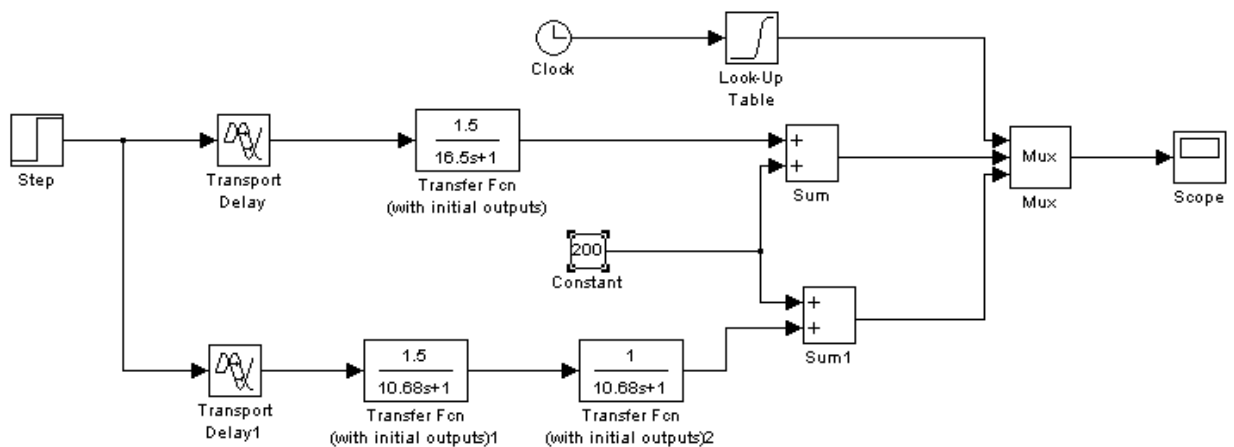 Clock
Look-Up
Table
Step
Transport
Delay
1.5
16.5s+1
Transfer Fcn
(with initial outputs)
+
+
Sum
Mux
Mux
Scope
200
Constant
+
+
Sum1
Transport
Delay1
1.5
10.68s+1
Transfer Fcn
(with initial outputs)1
1
10.68s+1
Transfer Fcn
(with initial outputs)2